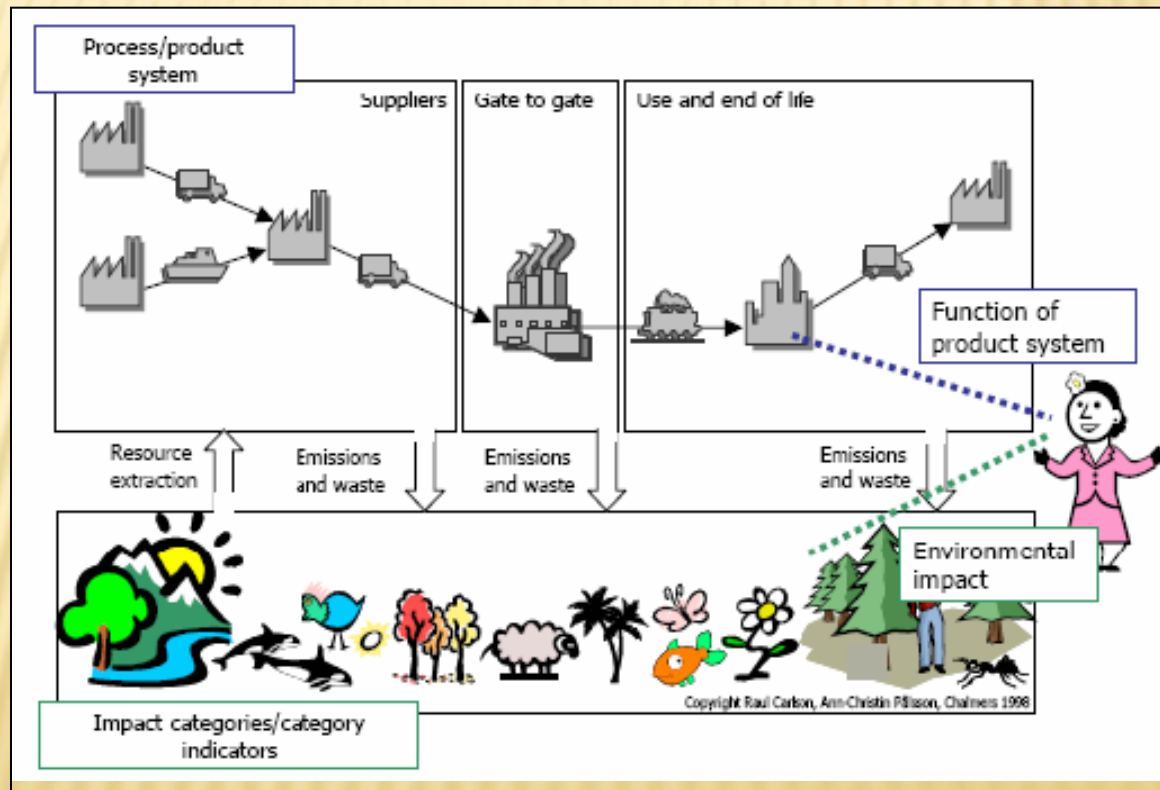 Process/product
system
Suppliers
Gate to gate
Use and end of life
Function of
product system
Resource
extraction
Emissions
and waste
Emissions
and waste
Emissions
and waste
Environmental
impact
Copyright Raul Carlson, Ann-Christin Pålsson, Chalmers 1998
Impact categories/category
indicators